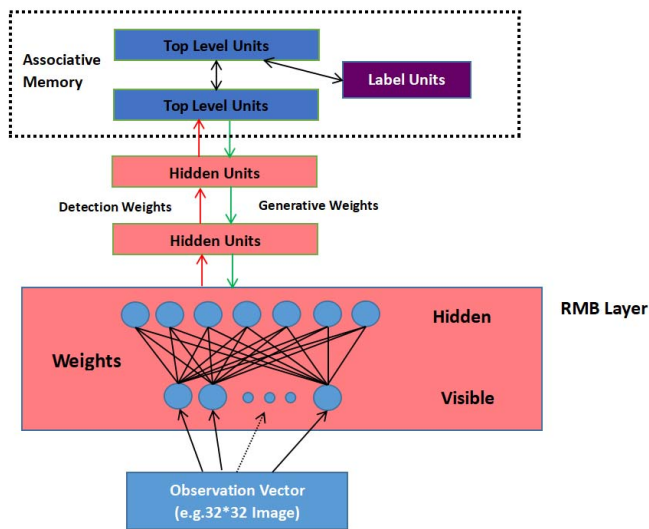 Associative
Memory
Top Level Units
Label Units
Top Level Units
Hidden Units
Detection Weights
Generative Weights
Hidden Units
RMB Layer
Hidden
Weights
Visible
Observation Vector
(e.g.32*32 Image)